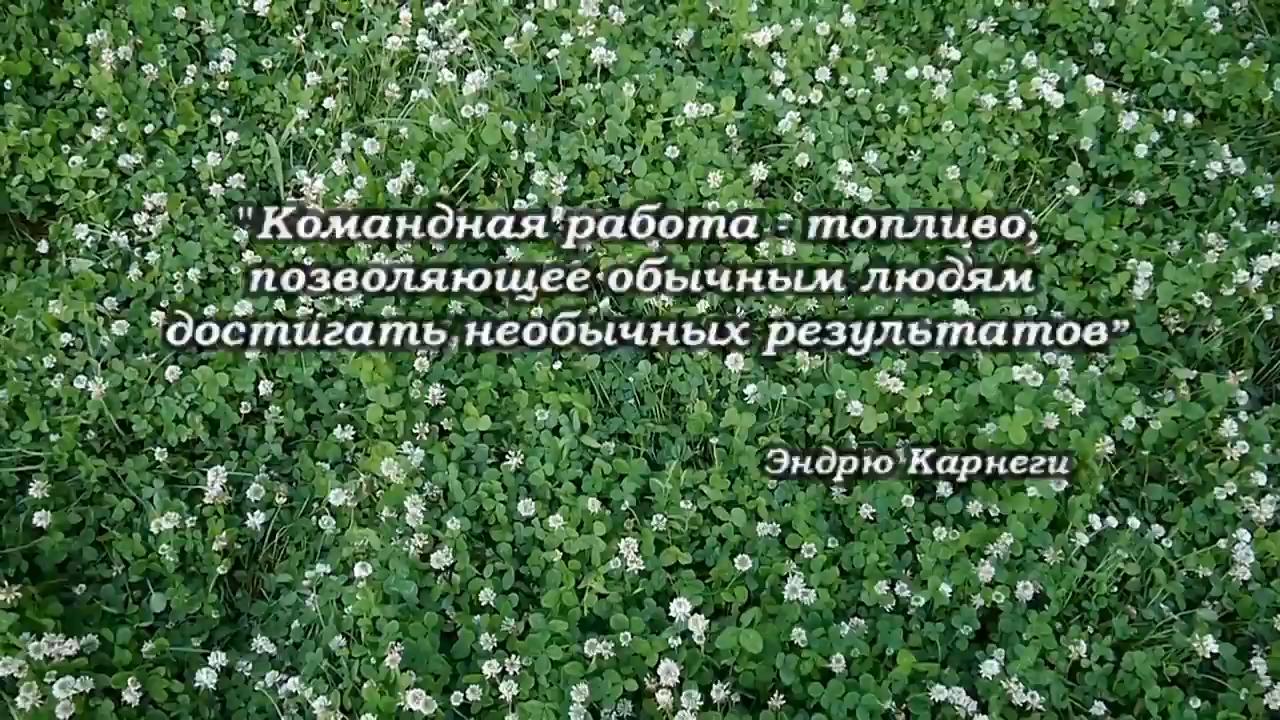 "Командная работа - топливо,
позволяющее обычным людям
достигать необычных результатов”
Эндрю Карнеги